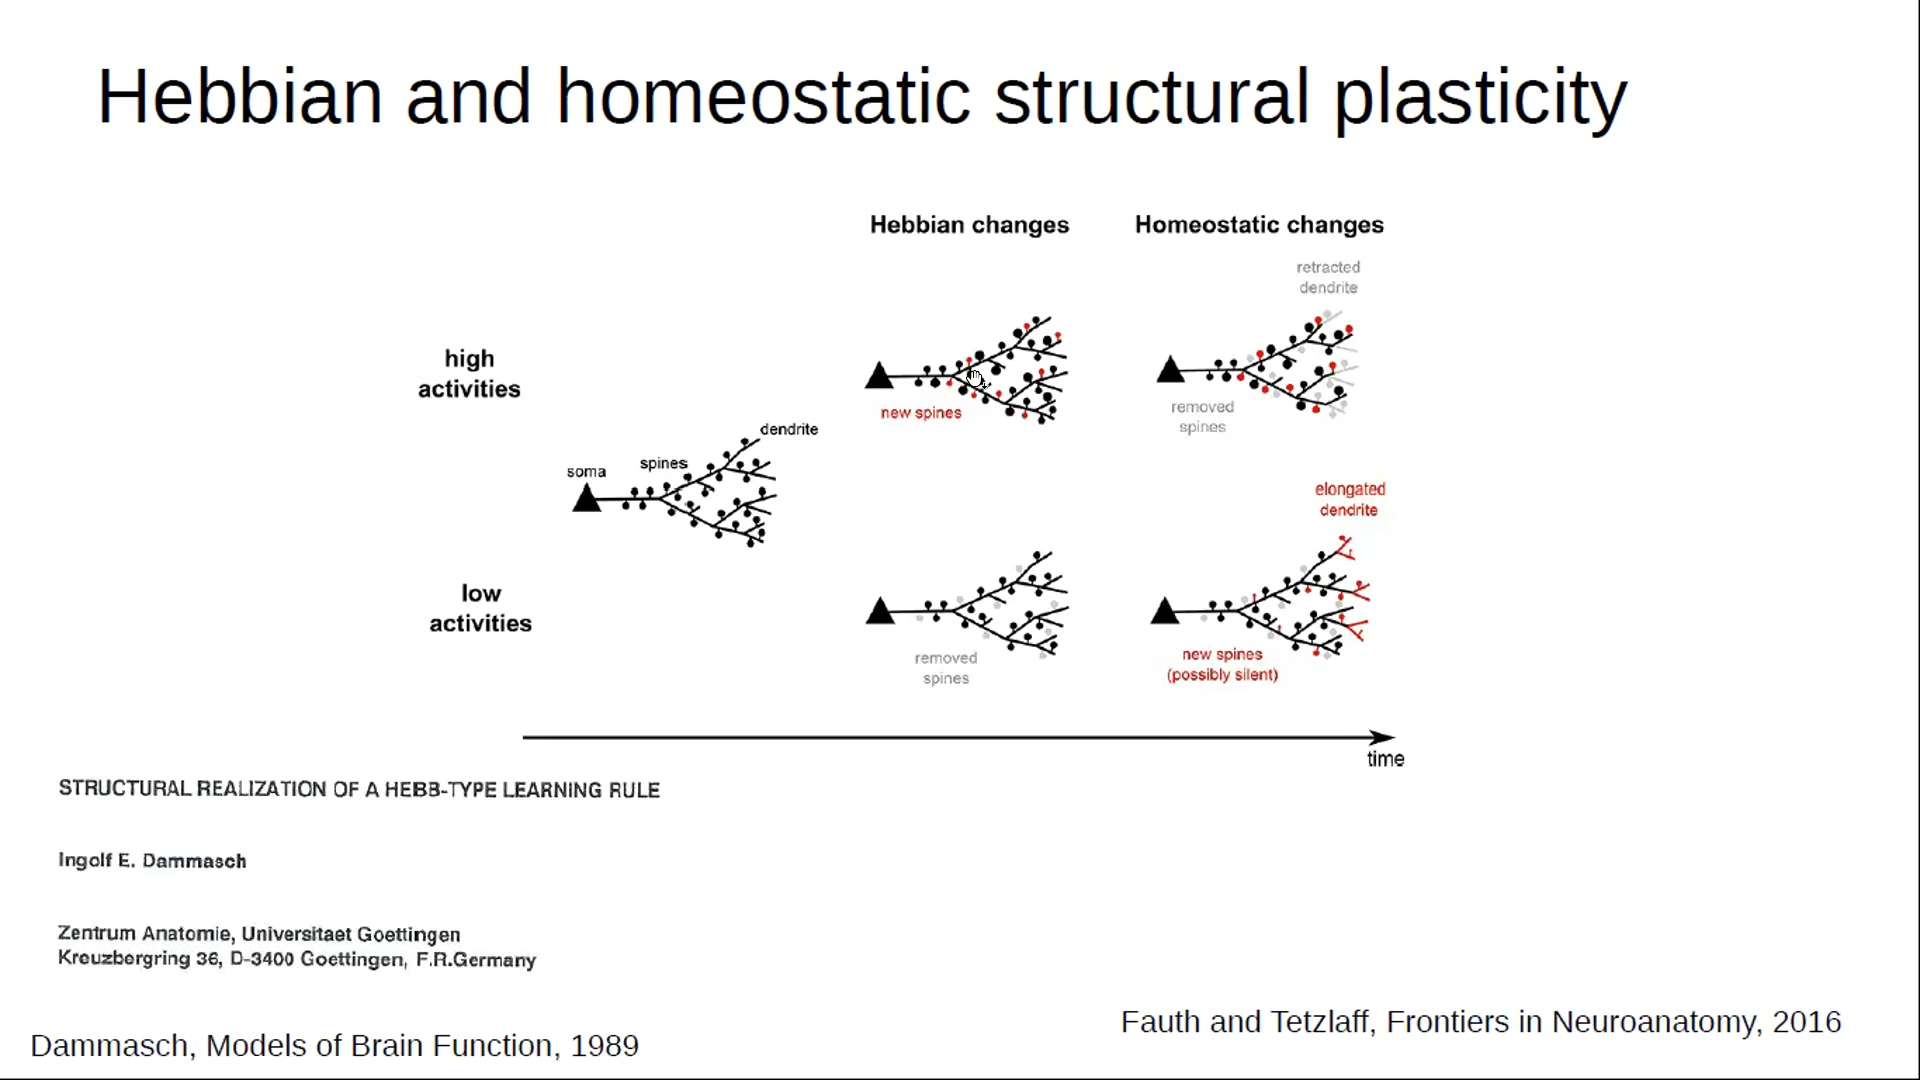 Hebbian and homeostatic structural plasticity
Hebbian changes
Homeostatic changes
retracted
dendrite
high
activities
new spines
removed
spines
dendrite
soma
spines
elongated
dendrite
low
activities
removed
spines
new spines
(possibly silent)
time
STRUCTURAL REALIZATION OF A HEBB-TYPE LEARNING RULE
Ingolf E. Dammasch
Zentrum Anatomie, Universitaet Goettingen
Kreuzbergring 36, D-3400 Goettingen, F.R.Germany
Fauth and Tetzlaff, Frontiers in Neuroanatomy, 2016
Dammasch, Models of Brain Function, 1989